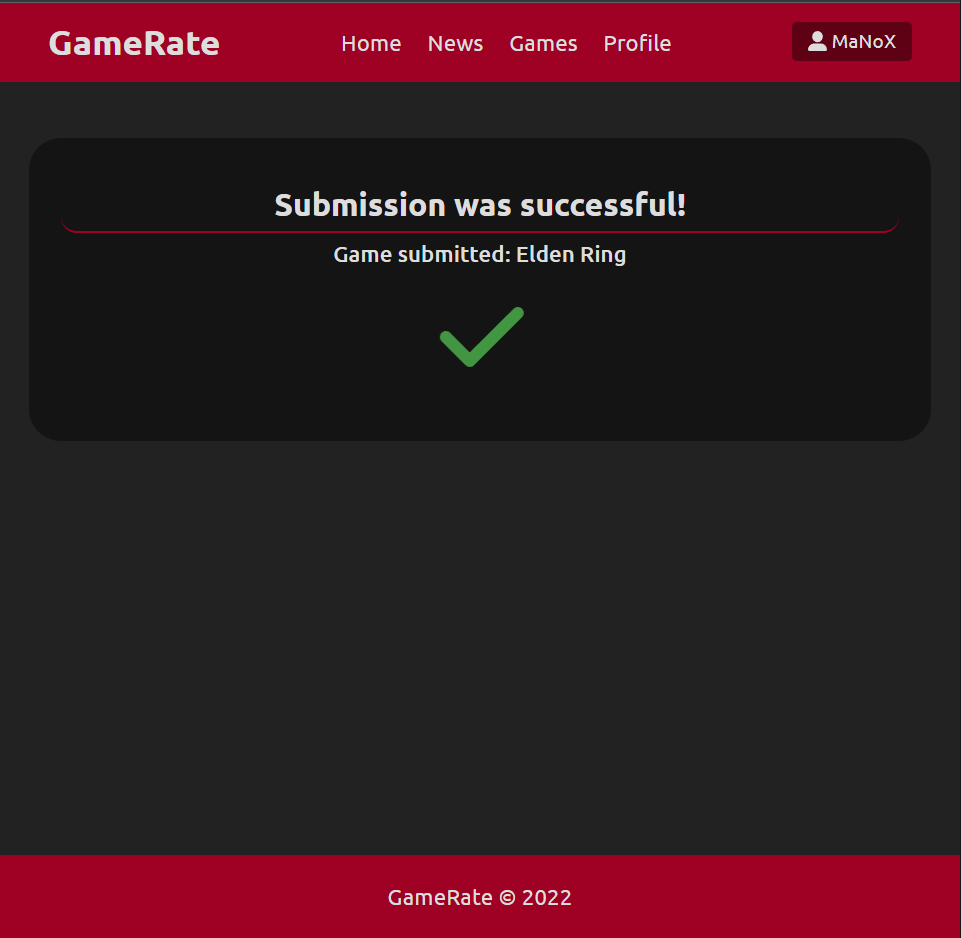 GameRate
Home News Games Profile
MaNoX
Submission was successful!
Game submitted: Elden Ring
GameRate © 2022